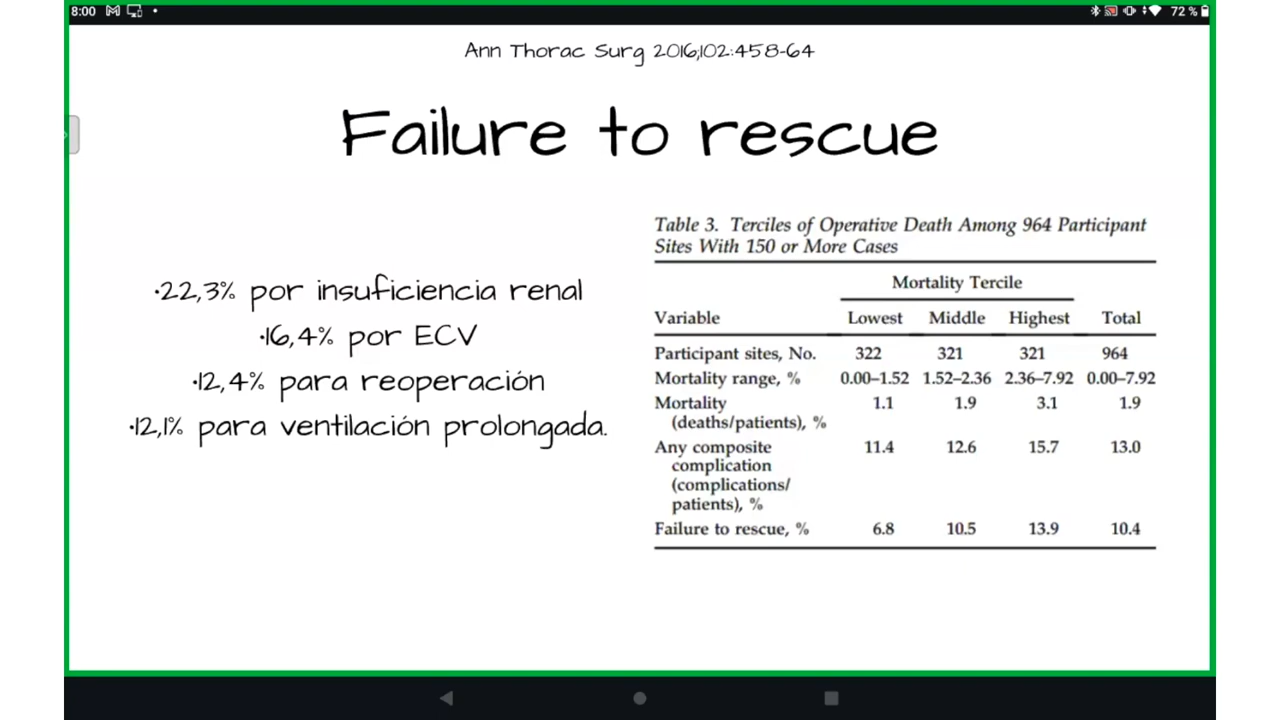 8:00
72 %
Ann Thorac Surg 2016;102:458-64
Failure to rescue
•22,3% por insuficiencia renal
•16,4% por ECV
•12,4% para reoperación
•12,1% para ventilación prolongada.
Table 3. Terciles of Operative Death Among 964 Participant
Sites With 150 or More Cases
Mortality Tercile
Variable Lowest Middle Highest Total
Participant sites, No. 322 321 321 964
Mortality range, % 0.00–1.52 1.52–2.36 2.36–7.92 0.00–7.92
Mortality 1.1 1.9 3.1 1.9
(deaths/patients), %
Any composite 11.4 12.6 15.7 13.0
complication
(complications/
patients), %
Failure to rescue, % 6.8 10.5 13.9 10.4